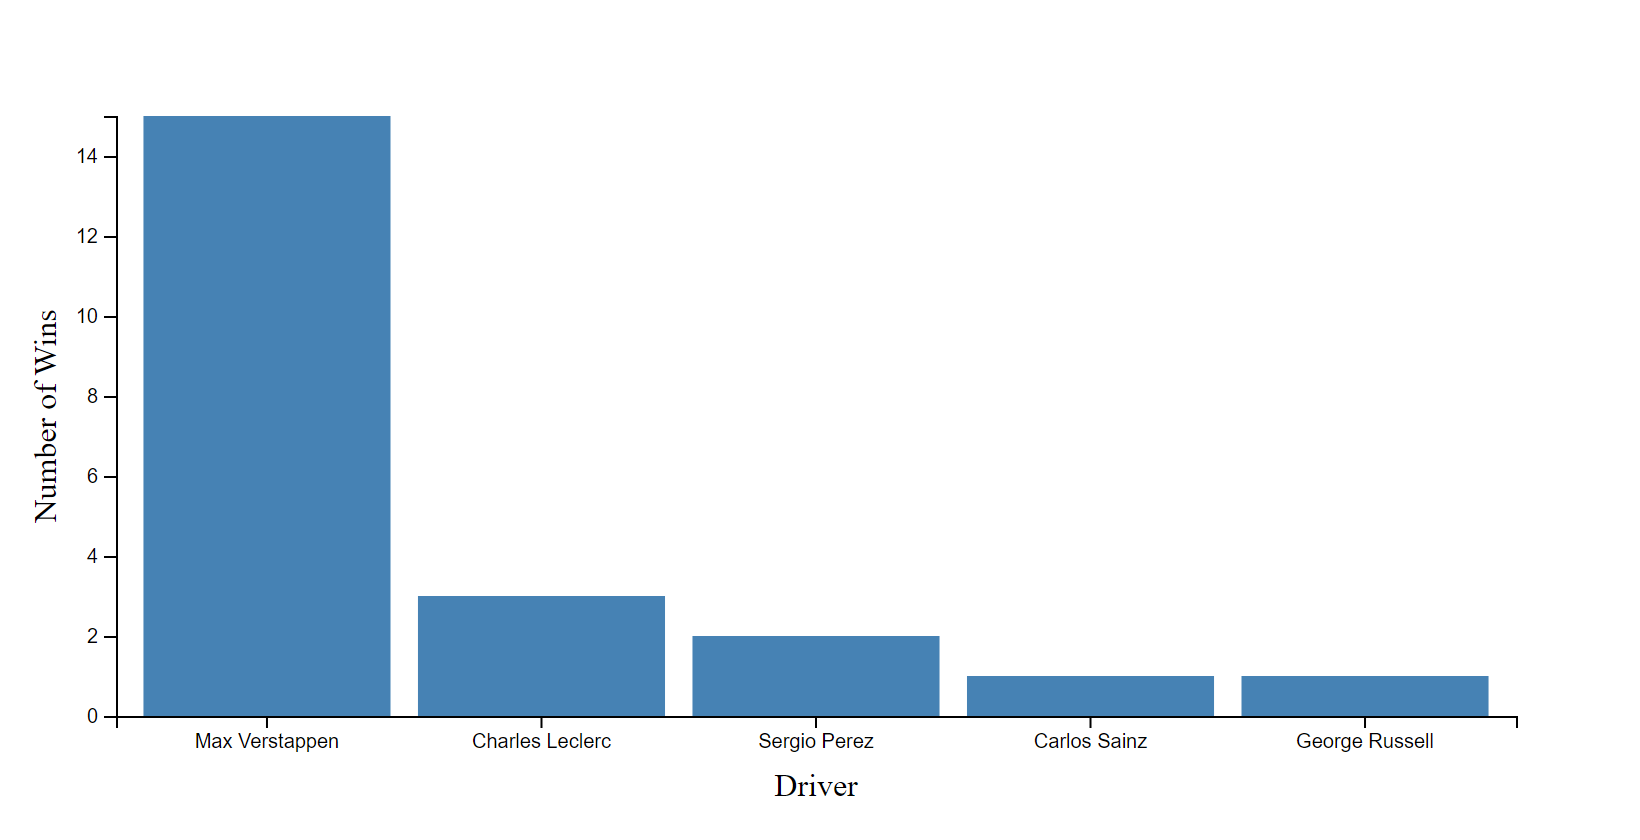 14
12
10
8
6
4
2
0
Number of Wins
Max Verstappen Charles Leclerc Sergio Perez Carlos Sainz George Russell
Driver